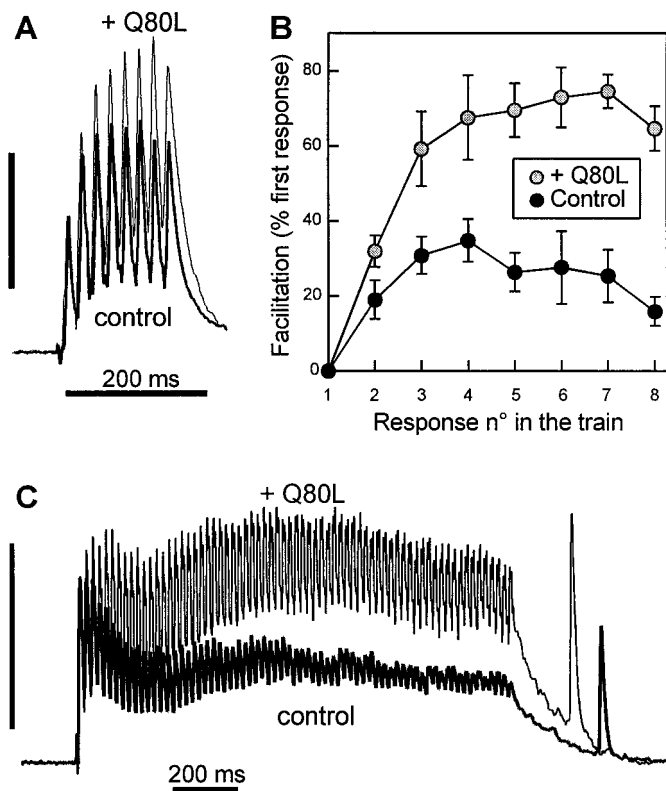 A
+ Q80L
control
200 ms
B
Facilitation (% first response)
80
60
40
20
0
+ Q80L
Control
1 2 3 4 5 6 7 8
Response n° in the train
C
+ Q80L
control
200 ms